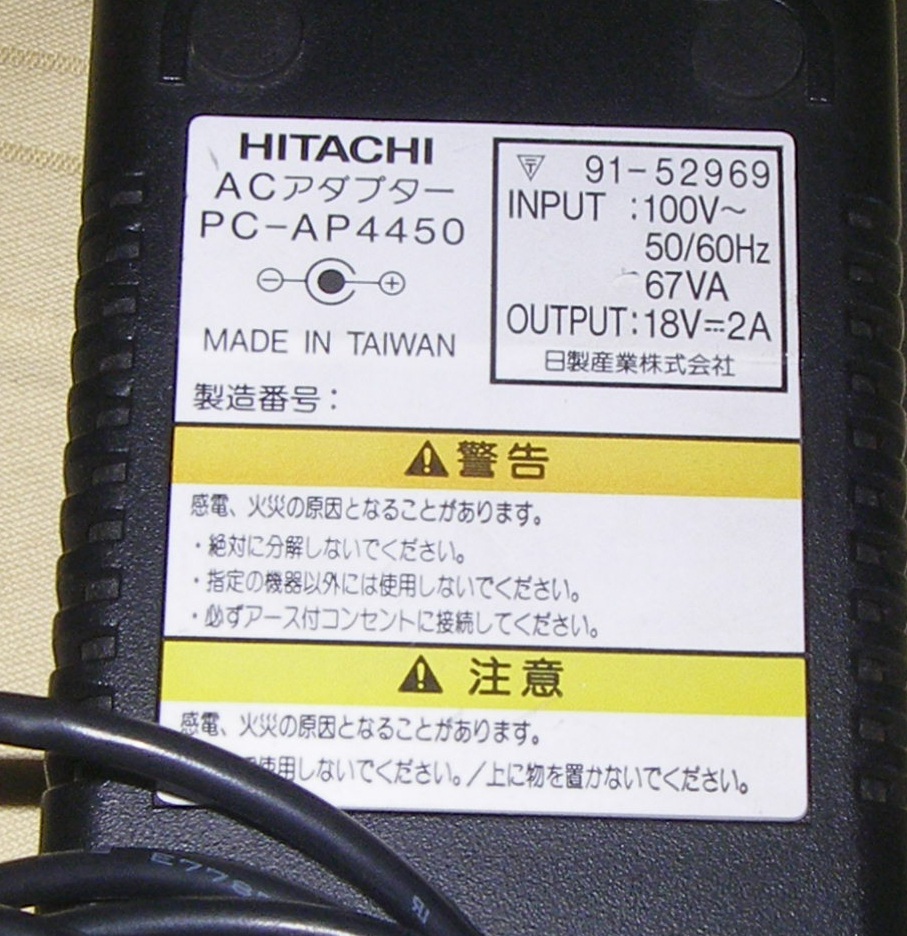 HITACHI
ACアダプター
PC-AP4450
MADE IN TAIWAN
製造番号:
91-52969
INPUT :100V~
50/60Hz
67VA
OUTPUT:18V⎓2A
日製産業株式会社
⚠警告
感電、火災の原因となることがあります。
・絶対に分解しないでください。
・指定の機器以外には使用しないでください。
・必ずアース付コンセントに接続してください。
⚠ 注意
感電、火災の原因となることがあります。
使用しないでください。/上に物を置かないでください。